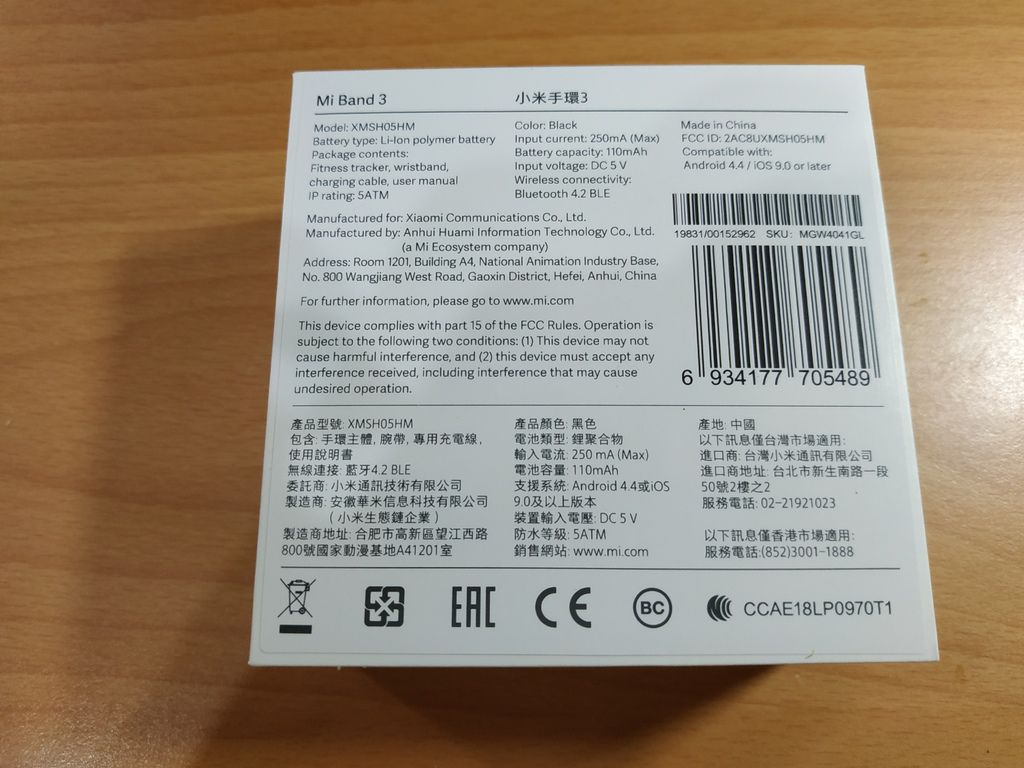 Mi Band 3
小米手環3
Model: XMSH05HM
Battery type: Li-Ion polymer battery
Package contents:
Fitness tracker, wristband,
charging cable, user manual
IP rating: 5ATM
Color: Black
Input current: 250mA (Max)
Battery capacity: 110mAh
Input voltage: DC 5 V
Wireless connectivity:
Bluetooth 4.2 BLE
Made in China
FCC ID: 2AC8UXMSH05HM
Compatible with:
Android 4.4 / iOS 9.0 or later
Manufactured for: Xiaomi Communications Co., Ltd.
Manufactured by: Anhui Huami Information Technology Co., Ltd.
(a Mi Ecosystem company)
Address: Room 1201, Building A4, National Animation Industry Base,
No. 800 Wangjiang West Road, Gaoxin District, Hefei, Anhui, China
For further information, please go to www.mi.com
This device complies with part 15 of the FCC Rules. Operation is
subject to the following two conditions: (1) This device may not
cause harmful interference, and (2) this device must accept any
interference received, including interference that may cause
undesired operation.
19831/00152962 SKU: MGW4041GL
6 934177 705489
產品型號: XMSH05HM
包含: 手環主體, 腕帶, 專用充電線,
使用說明書
無線連接: 藍牙4.2 BLE
委託商: 小米通訊技術有限公司
製造商: 安徽華米信息科技有限公司
(小米生態鏈企業)
製造商地址: 合肥市高新區望江西路
800號國家動漫基地A41201室
產品顏色: 黑色
電池類型: 鋰聚合物
輸入電流: 250 mA (Max)
電池容量: 110mAh
支援系統: Android 4.4或iOS
9.0及以上版本
裝置輸入電壓: DC 5 V
防水等級: 5ATM
銷售網站: www.mi.com
產地: 中國
以下訊息僅台灣市場適用:
進口商: 台灣小米通訊有限公司
進口商地址: 台北市新生南路一段
50號2樓之2
服務電話: 02-21921023
以下訊息僅香港市場適用:
服務電話:(852)3001-1888
EAC
CE
BC
CCAE18LP0970T1